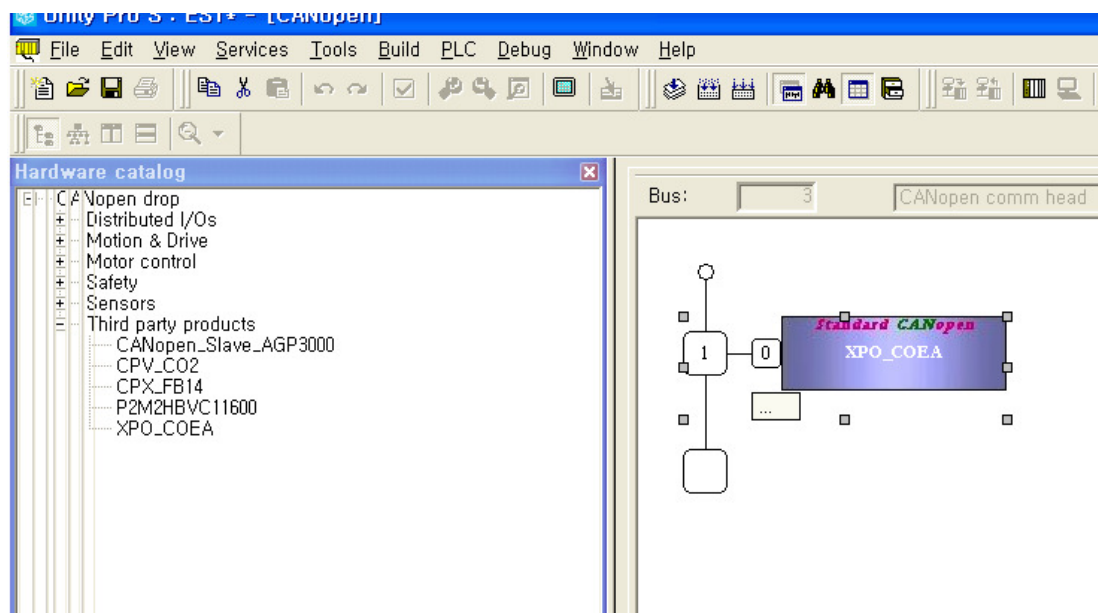 Unity Pro S : EST* - [CANopen]
File Edit View Services Tools Build PLC Debug Window Help
Hardware catalog
CANopen drop
Distributed I/Os
Motion & Drive
Motor control
Safety
Sensors
Third party products
CANopen_Slave_AGP3000
CPV_CO2
CPX_FB14
P2M2HBVC11600
XPO_COEA
Bus: 3 CANopen comm head
Standard CANopen
1 0 XPO_COEA
...